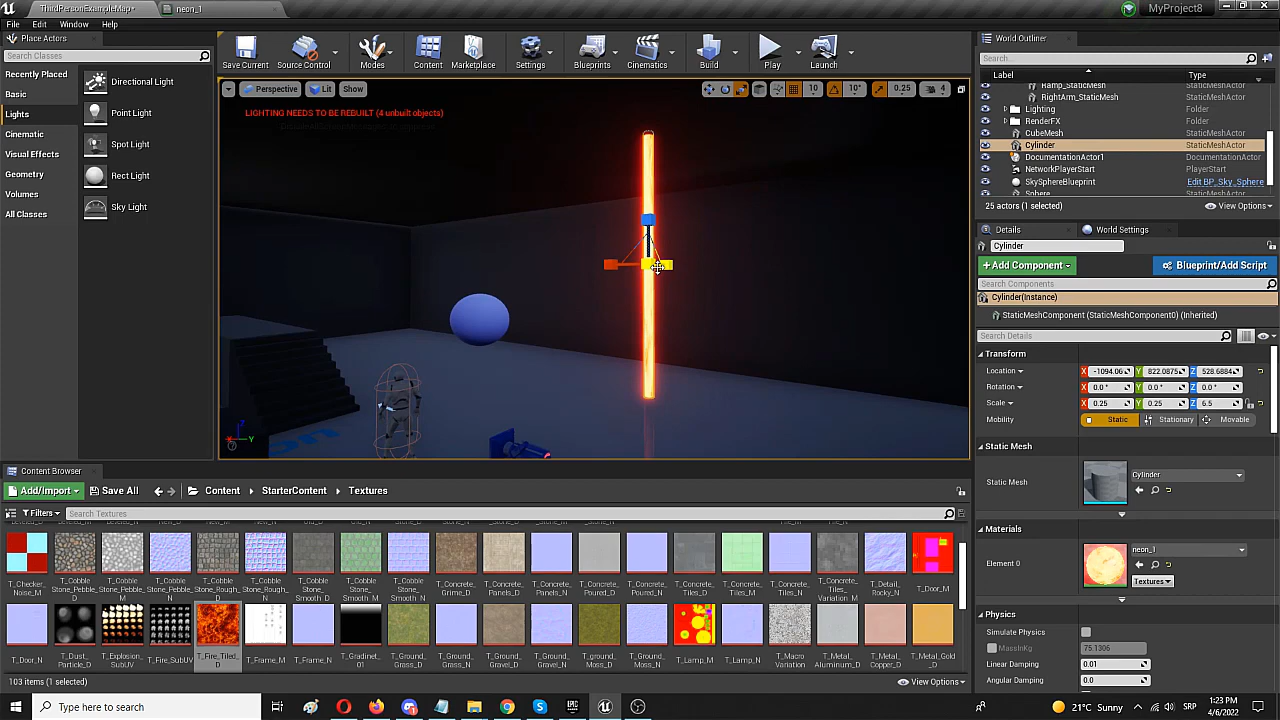 ThirdPersonExampleMap*
neon_1
MyProject8
File Edit Window Help
Place Actors
Search Classes
Recently Placed
Basic
Lights
Cinematic
Visual Effects
Geometry
Volumes
All Classes
Directional Light
Point Light
Spot Light
Rect Light
Sky Light
Save Current
Source Control
Modes
Content
Marketplace
Settings
Blueprints
Cinematics
Build
Play
Launch
Perspective
Lit
Show
10
10°
0.25
4
LIGHTING NEEDS TO BE REBUILT (4 unbuilt objects)
World Outliner
Search...
Label Type
Ramp_StaticMesh StaticMeshActor
RightArm_StaticMesh StaticMeshActor
Lighting Folder
RenderFX Folder
CubeMesh StaticMeshActor
Cylinder StaticMeshActor
DocumentationActor1 DocumentationActor
NetworkPlayerStart PlayerStart
SkySphereBlueprint Edit BP_Sky_Sphere
Sphere StaticMeshActor
25 actors (1 selected)
View Options
Details
World Settings
Cylinder
+Add Component
Blueprint/Add Script
Search Components
Cylinder(Instance)
StaticMeshComponent (StaticMeshComponent0) (Inherited)
Search Details
Transform
Location X -1094.06 Y 822.0875 Z 528.6884
Rotation X 0.0° Y 0.0° Z 0.0°
Scale X 0.25 Y 0.25 Z 6.5
Mobility Static Stationary Movable
Static Mesh
Static Mesh Cylinder
Materials
Element 0 neon_1
Textures
Physics
Simulate Physics
MassInKg 75.1306
Linear Damping 0.01
Angular Damping 0.0
Content Browser
Add/Import
Save All
Content
StarterContent
Textures
Filters
Search Textures
T_Checker_Noise_M
T_Cobble_Stone_Pebble_D
T_Cobble_Stone_Pebble_N
T_Cobble_Stone_Rough_D
T_Cobble_Stone_Rough_N
T_Cobble_Stone_Smooth_D
T_Cobble_Stone_Smooth_N
T_Concrete_Grime_D
T_Concrete_Panels_D
T_Concrete_Panels_N
T_Concrete_Poured_D
T_Concrete_Poured_N
T_Concrete_Tiles_D
T_Concrete_Tiles_M
T_Concrete_Tiles_N
T_Concrete_Tiles_Variation_M
T_Detail_Rocky_N
T_Door_M
T_Door_N
T_Dust_Particle_D
T_Explosion_SubUV
T_Fire_SubUV
T_Fire_Tiled_D
T_Frame_M
T_Frame_N
T_Gradinet_01
T_Ground_Grass_D
T_Ground_Grass_N
T_Ground_Gravel_D
T_Ground_Gravel_N
T_ground_Moss_D
T_Ground_Moss_N
T_Lamp_M
T_Lamp_N
T_Macro Variation
T_Metal_Aluminum_D
T_Metal_Copper_D
T_Metal_Gold_D
103 items (1 selected)
View Options
Type here to search
21°C Sunny
SRP
1:23 PM
4/6/2022